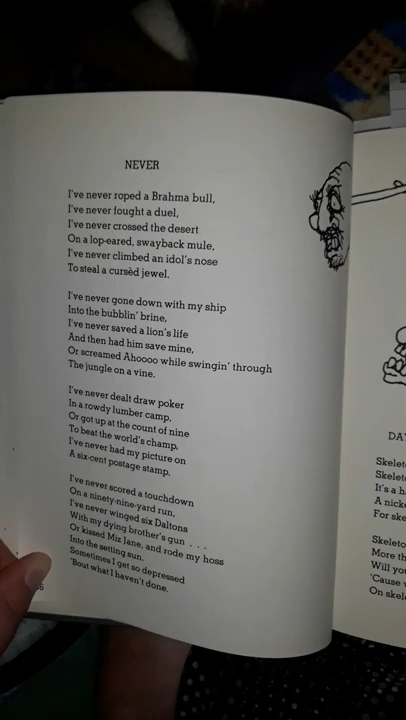 NEVER
I've never roped a Brahma bull,
I've never fought a duel,
I've never crossed the desert
On a lop-eared, swayback mule,
I've never climbed an idol's nose
To steal a cursèd jewel.
I've never gone down with my ship
Into the bubblin' brine,
I've never saved a lion's life
And then had him save mine,
Or screamed Ahoooo while swingin' through
The jungle on a vine.
I've never dealt draw poker
In a rowdy lumber camp,
Or got up at the count of nine
To beat the world's champ,
I've never had my picture on
A six-cent postage stamp.
I've never scored a touchdown
On a ninety-nine-yard run,
I've never winged six Daltons
With my dying brother's gun . . .
Or kissed Miz Jane, and rode my hoss
Into the setting sun.
Sometimes I get so depressed
'Bout what I haven't done.
DA
Skelet
Skelet
It's a h
A nick
For ske
Skeleto
More th
Will yo
'Cause
On skel